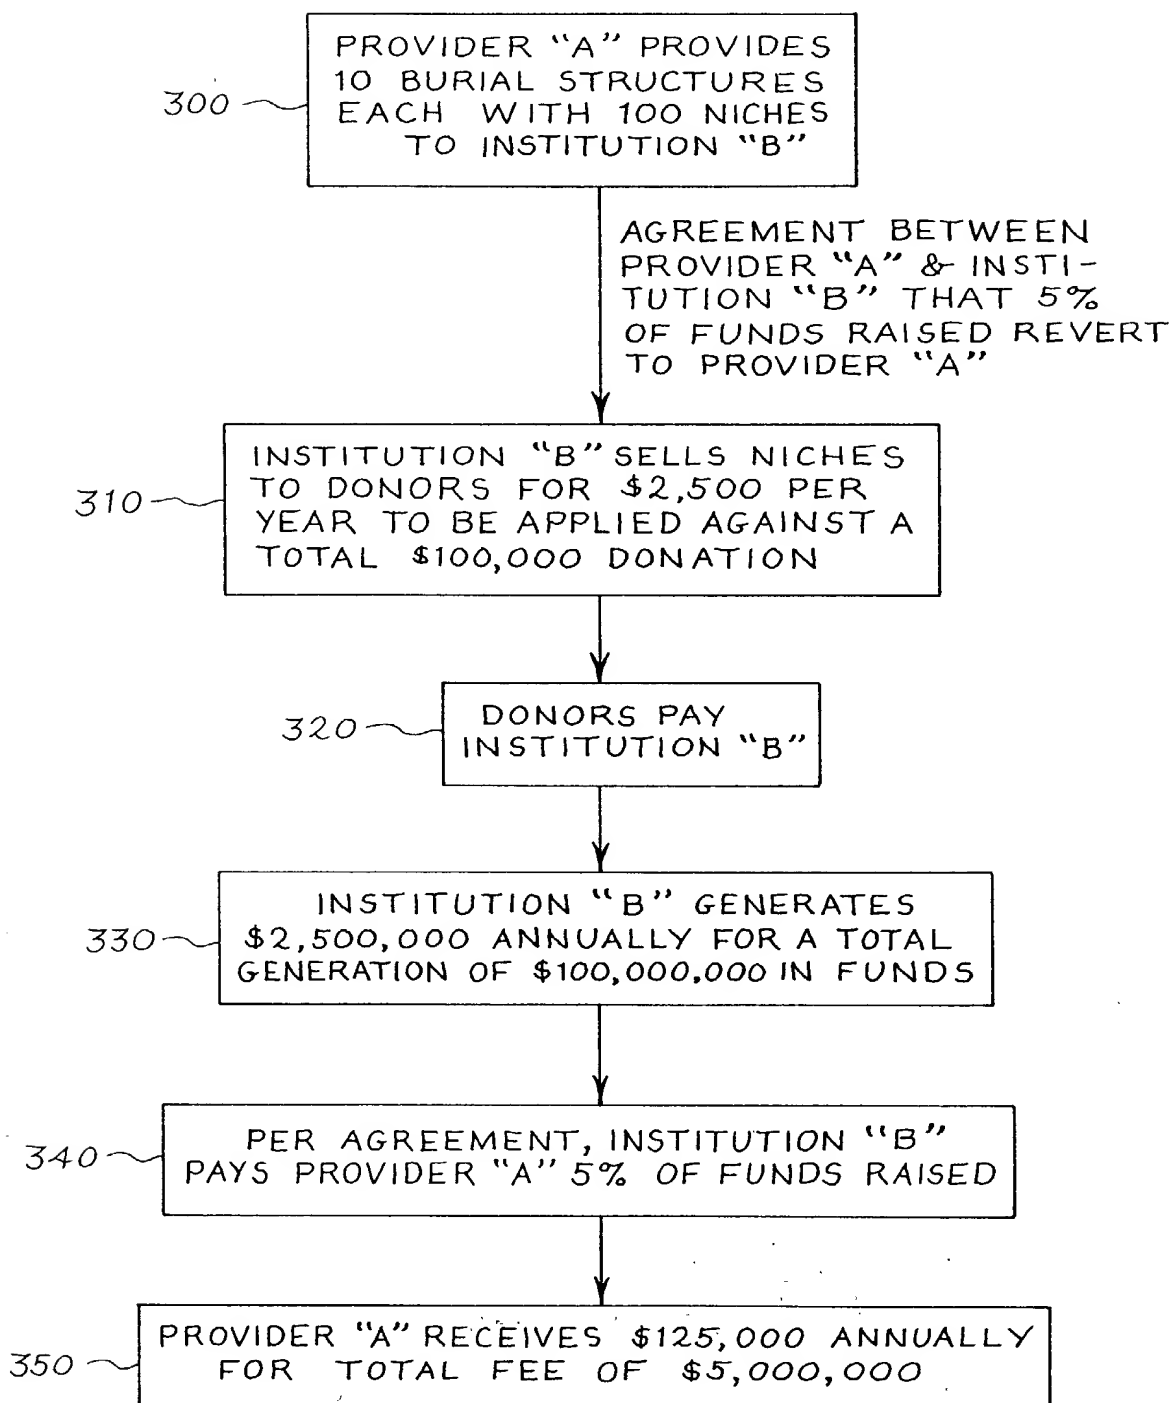 PROVIDER "A" PROVIDES
10 BURIAL STRUCTURES
EACH WITH 100 NICHES
TO INSTITUTION "B"
300
AGREEMENT BETWEEN
PROVIDER "A" & INSTI-
TUTION "B" THAT 5%
OF FUNDS RAISED REVERT
TO PROVIDER "A"
INSTITUTION "B" SELLS NICHES
TO DONORS FOR $2,500 PER
YEAR TO BE APPLIED AGAINST A
TOTAL $100,000 DONATION
310
DONORS PAY
INSTITUTION "B"
320
INSTITUTION "B" GENERATES
$2,500,000 ANNUALLY FOR A TOTAL
GENERATION OF $100,000,000 IN FUNDS
330
PER AGREEMENT, INSTITUTION "B"
PAYS PROVIDER "A" 5% OF FUNDS RAISED
340
PROVIDER "A" RECEIVES $125,000 ANNUALLY
FOR TOTAL FEE OF $5,000,000
350